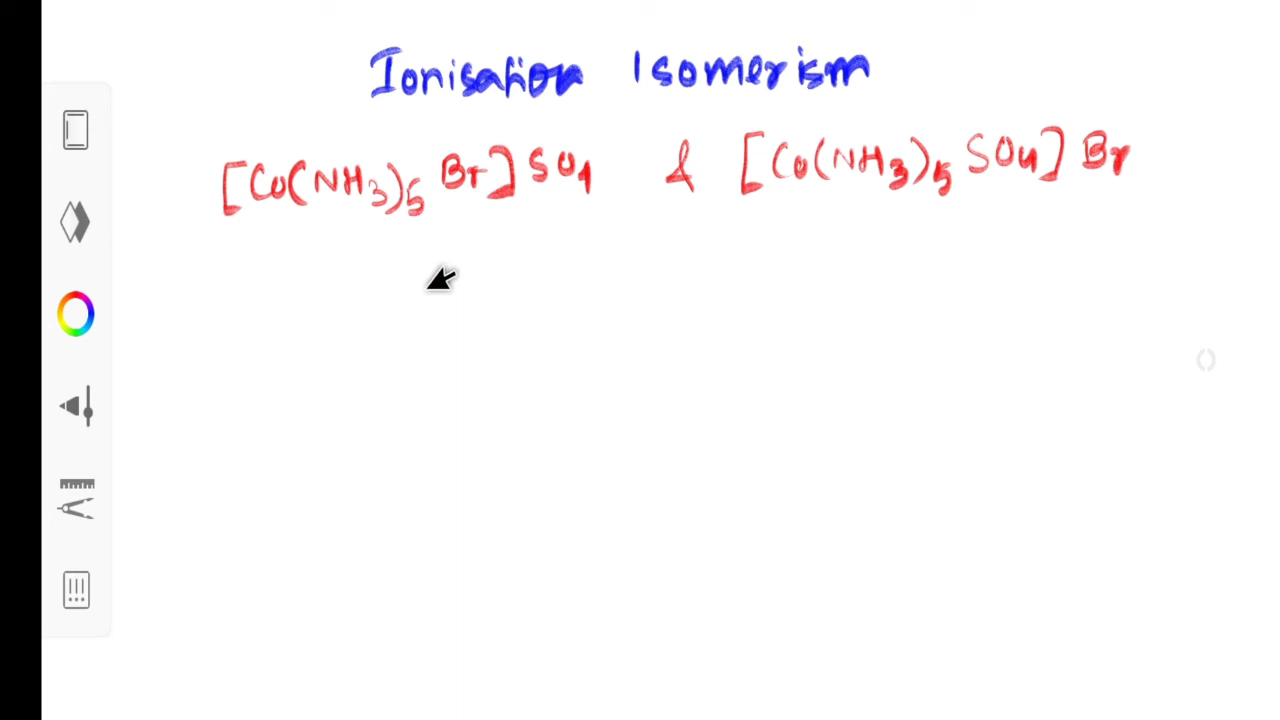 Ionisation Isomerism
[Co(NH3)5 Br] SO4 & [Co(NH3)5 SO4] Br